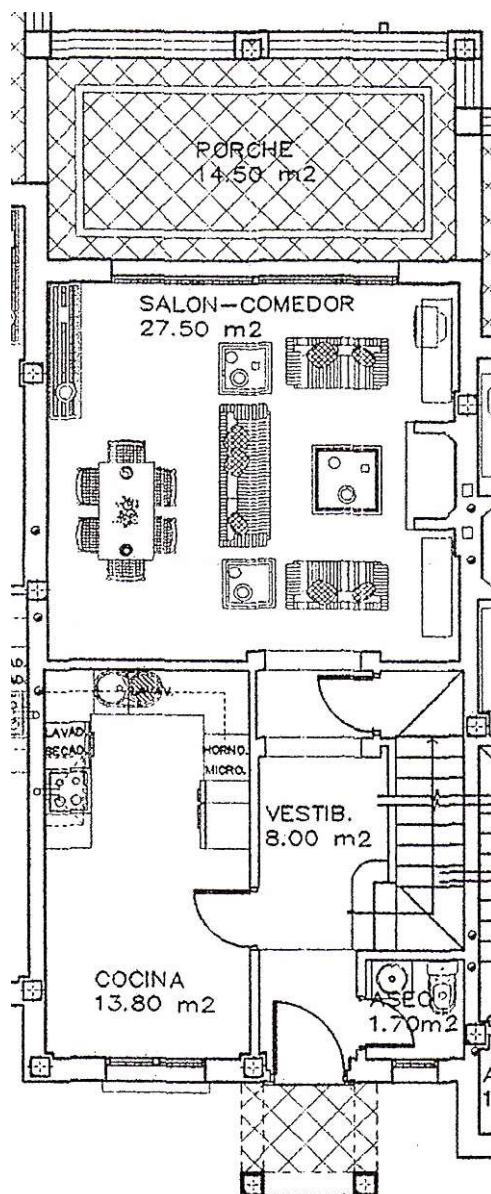 PORCHE
14.50 m2
SALON-COMEDOR
27.50 m2
LAVAD
SECAD
HORNO.
MICRO.
VESTIB.
8.00 m2
COCINA
13.80 m2
ASEO
1.70m2